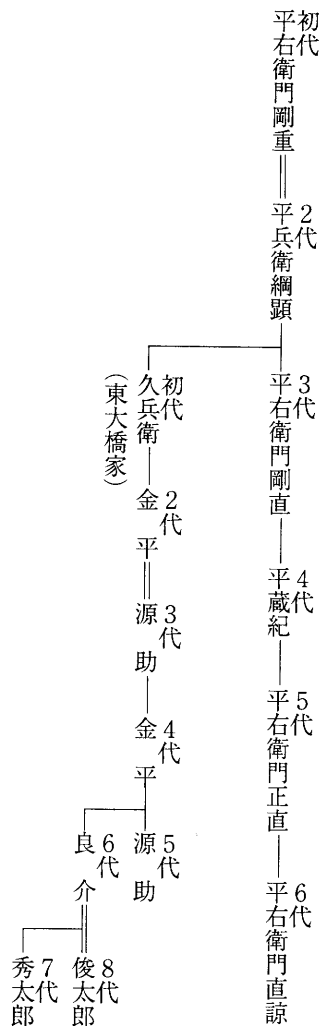 初代
平右衛門剛重
2代
平兵衛綱顕
3代
平右衛門剛直
4代
平蔵紀
5代
平右衛門正直
6代
平右衛門直諒
初代
久兵衛
（東大橋家）
2代
金平
3代
源助
4代
金平
5代
源助
6代
良介
8代
俊太郎
7代
秀太郎